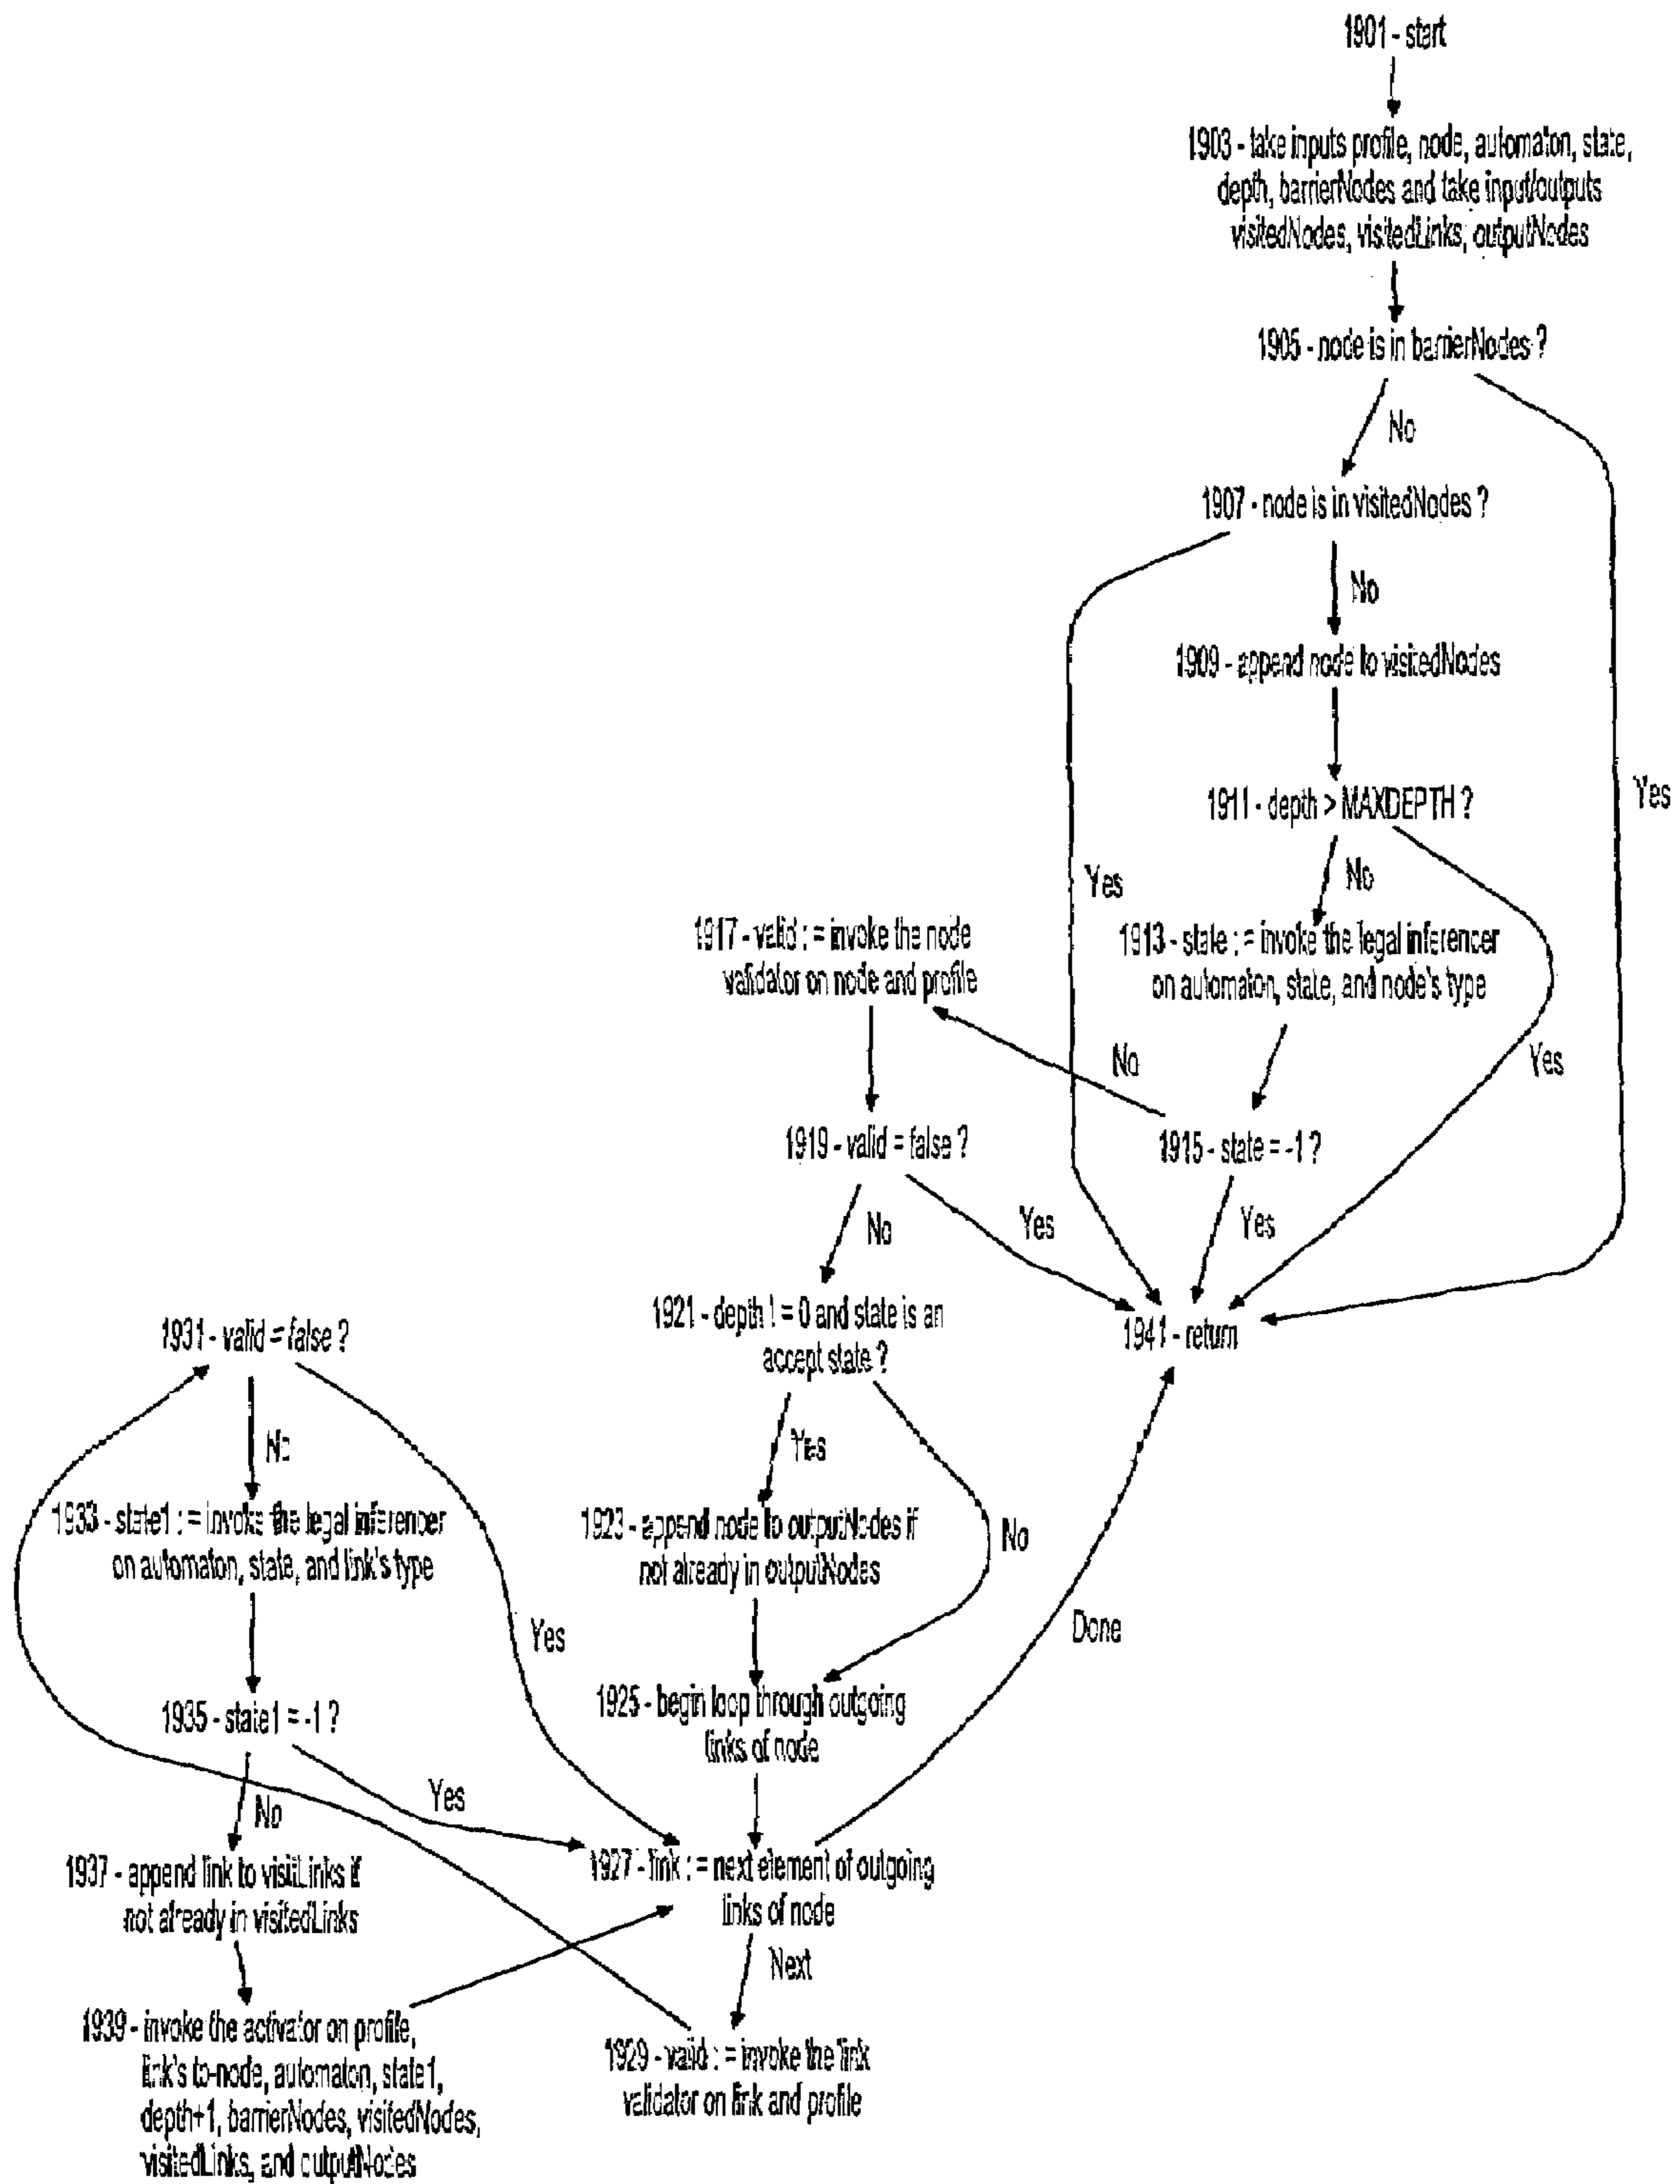 1901 - start
1903 - take inputs profile, node, automaton, state,
depth, barrierNodes and take input/outputs
visitedNodes, visitedLinks, outputNodes
1905 - node is in barrierNodes ?
No
1907 - node is in visitedNodes ?
No
1909 - append node to visitedNodes
Yes
1911 - depth > MAXDEPTH ?
Yes
No
1917 - valid : = invoke the node
validator on node and profile
1913 - state : = invoke the legal inferencer
on automaton, state, and node's type
No
Yes
1919 - valid = false ?
1915 - state = -1 ?
No
Yes
Yes
1921 - depth ! = 0 and state is an
accept state ?
1941 - return
1931 - valid = false ?
No
Yes
1933 - state1 : = invoke the legal inferencer
on automaton, state, and link's type
1923 - append node to outputNodes if
not already in outputNodes
No
Yes
Done
1925 - begin loop through outgoing
links of node
1935 - state1 = -1 ?
Yes
No
1937 - append link to visitLinks if
not already in visitedLinks
1927 - link : = next element of outgoing
links of node
Next
1939 - invoke the activator on profile,
link's to-node, automaton, state1,
depth+1, barrierNodes, visitedNodes,
visitedLinks, and outputNodes
1929 - valid : = invoke the link
validator on link and profile